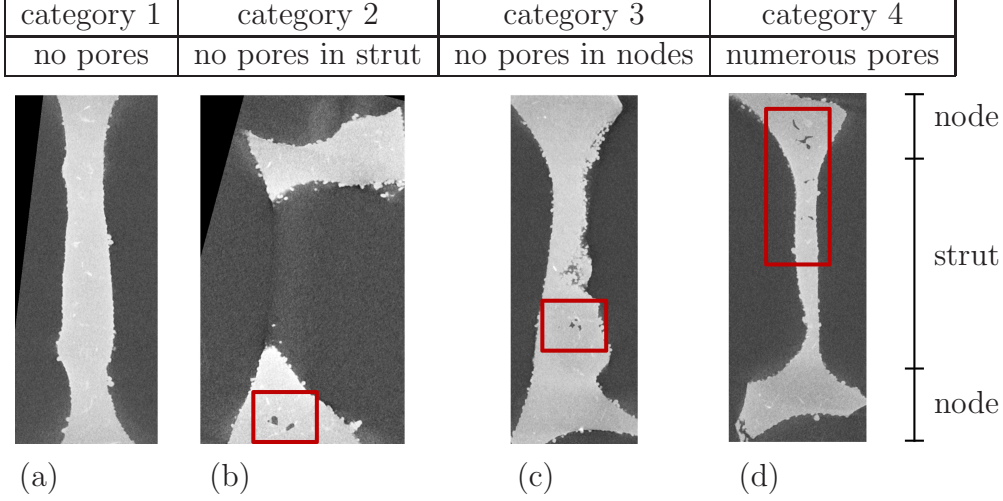 category 1 category 2 category 3 category 4
no pores no pores in strut no pores in nodes numerous pores
node
strut
node
(a) (b) (c) (d)